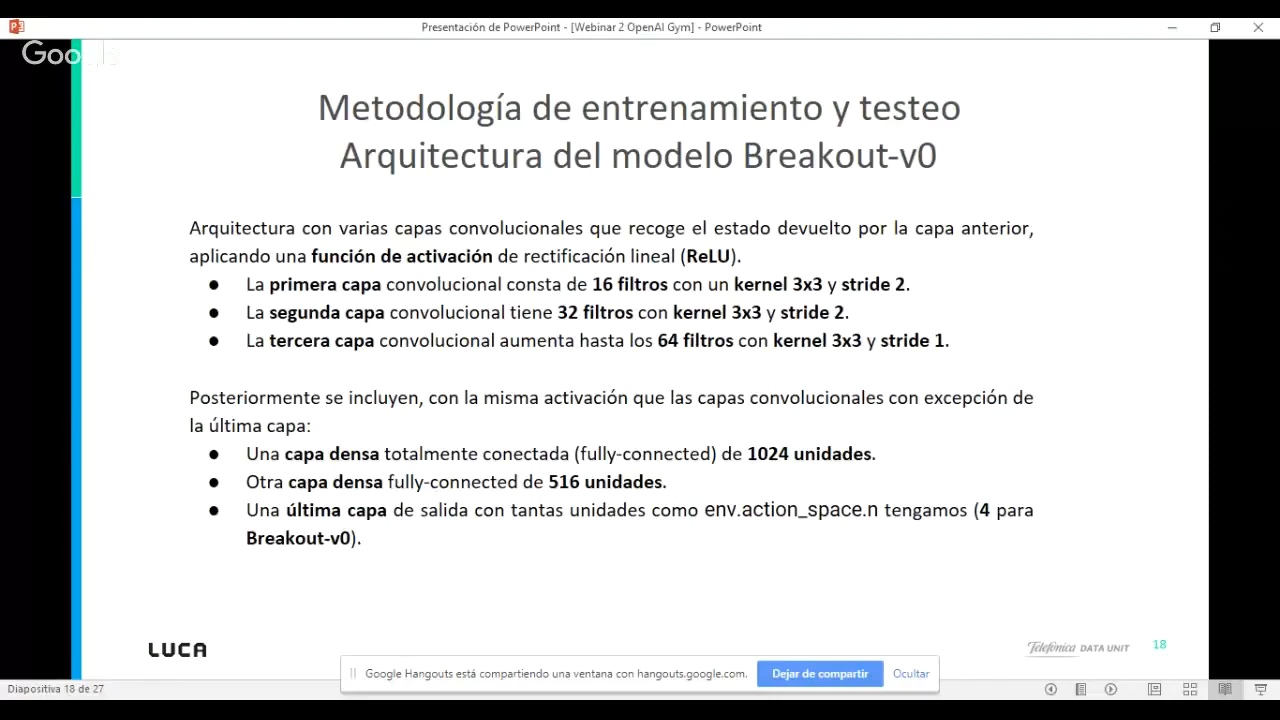 Presentación de PowerPoint - [Webinar 2 OpenAI Gym] - PowerPoint
Google
Metodología de entrenamiento y testeo
Arquitectura del modelo Breakout-v0
Arquitectura con varias capas convolucionales que recoge el estado devuelto por la capa anterior,
aplicando una función de activación de rectificación lineal (ReLU).
● La primera capa convolucional consta de 16 filtros con un kernel 3x3 y stride 2.
● La segunda capa convolucional tiene 32 filtros con kernel 3x3 y stride 2.
● La tercera capa convolucional aumenta hasta los 64 filtros con kernel 3x3 y stride 1.
Posteriormente se incluyen, con la misma activación que las capas convolucionales con excepción de
la última capa:
● Una capa densa totalmente conectada (fully-connected) de 1024 unidades.
● Otra capa densa fully-connected de 516 unidades.
● Una última capa de salida con tantas unidades como env.action_space.n tengamos (4 para
Breakout-v0).
LUCA
Telefónica DATA UNIT
18
Google Hangouts está compartiendo una ventana con hangouts.google.com.
Dejar de compartir
Ocultar
Diapositiva 18 de 27